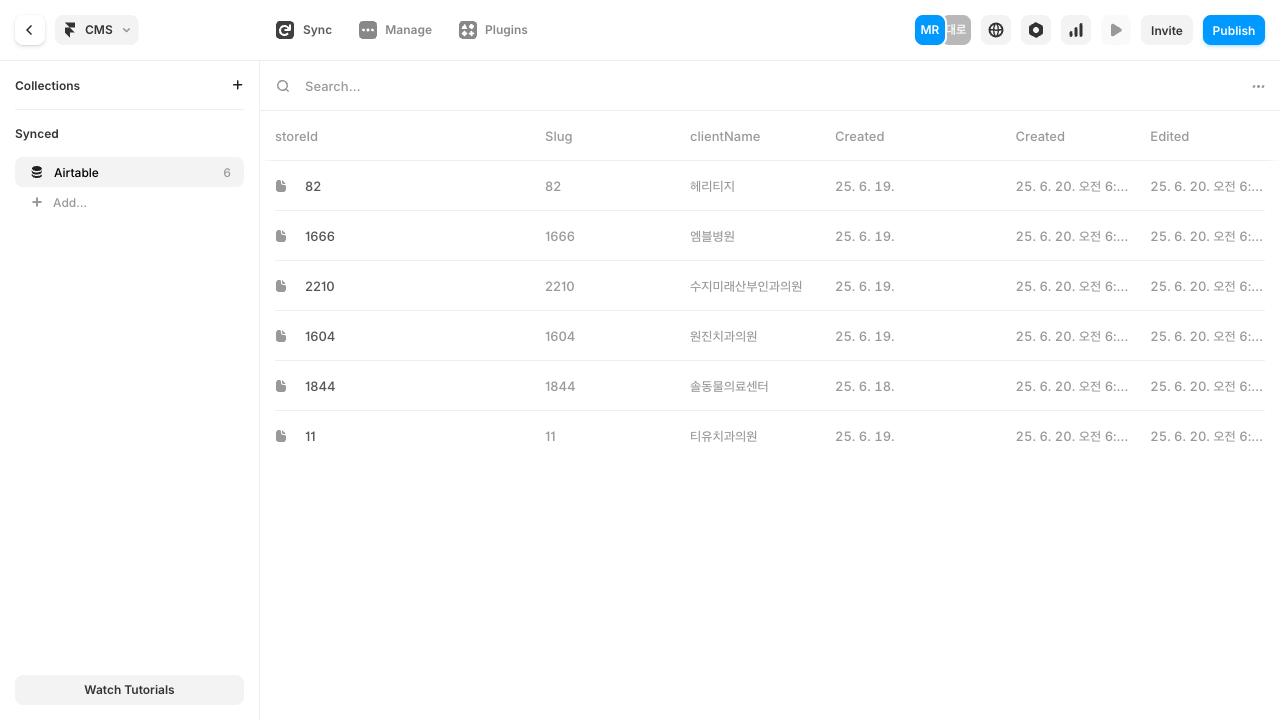 CMS
Sync
Manage
Plugins
MR
대로
Invite
Publish
Collections
Search...
Synced
Airtable 6
Add...
Watch Tutorials
storeId Slug clientName Created Created Edited
82 82 헤리티지 25. 6. 19. 25. 6. 20. 오전 6:... 25. 6. 20. 오전 6:...
1666 1666 엠블병원 25. 6. 19. 25. 6. 20. 오전 6:... 25. 6. 20. 오전 6:...
2210 2210 수지미래산부인과의원 25. 6. 19. 25. 6. 20. 오전 6:... 25. 6. 20. 오전 6:...
1604 1604 원진치과의원 25. 6. 19. 25. 6. 20. 오전 6:... 25. 6. 20. 오전 6:...
1844 1844 솔동물의료센터 25. 6. 18. 25. 6. 20. 오전 6:... 25. 6. 20. 오전 6:...
11 11 티유치과의원 25. 6. 19. 25. 6. 20. 오전 6:... 25. 6. 20. 오전 6:...